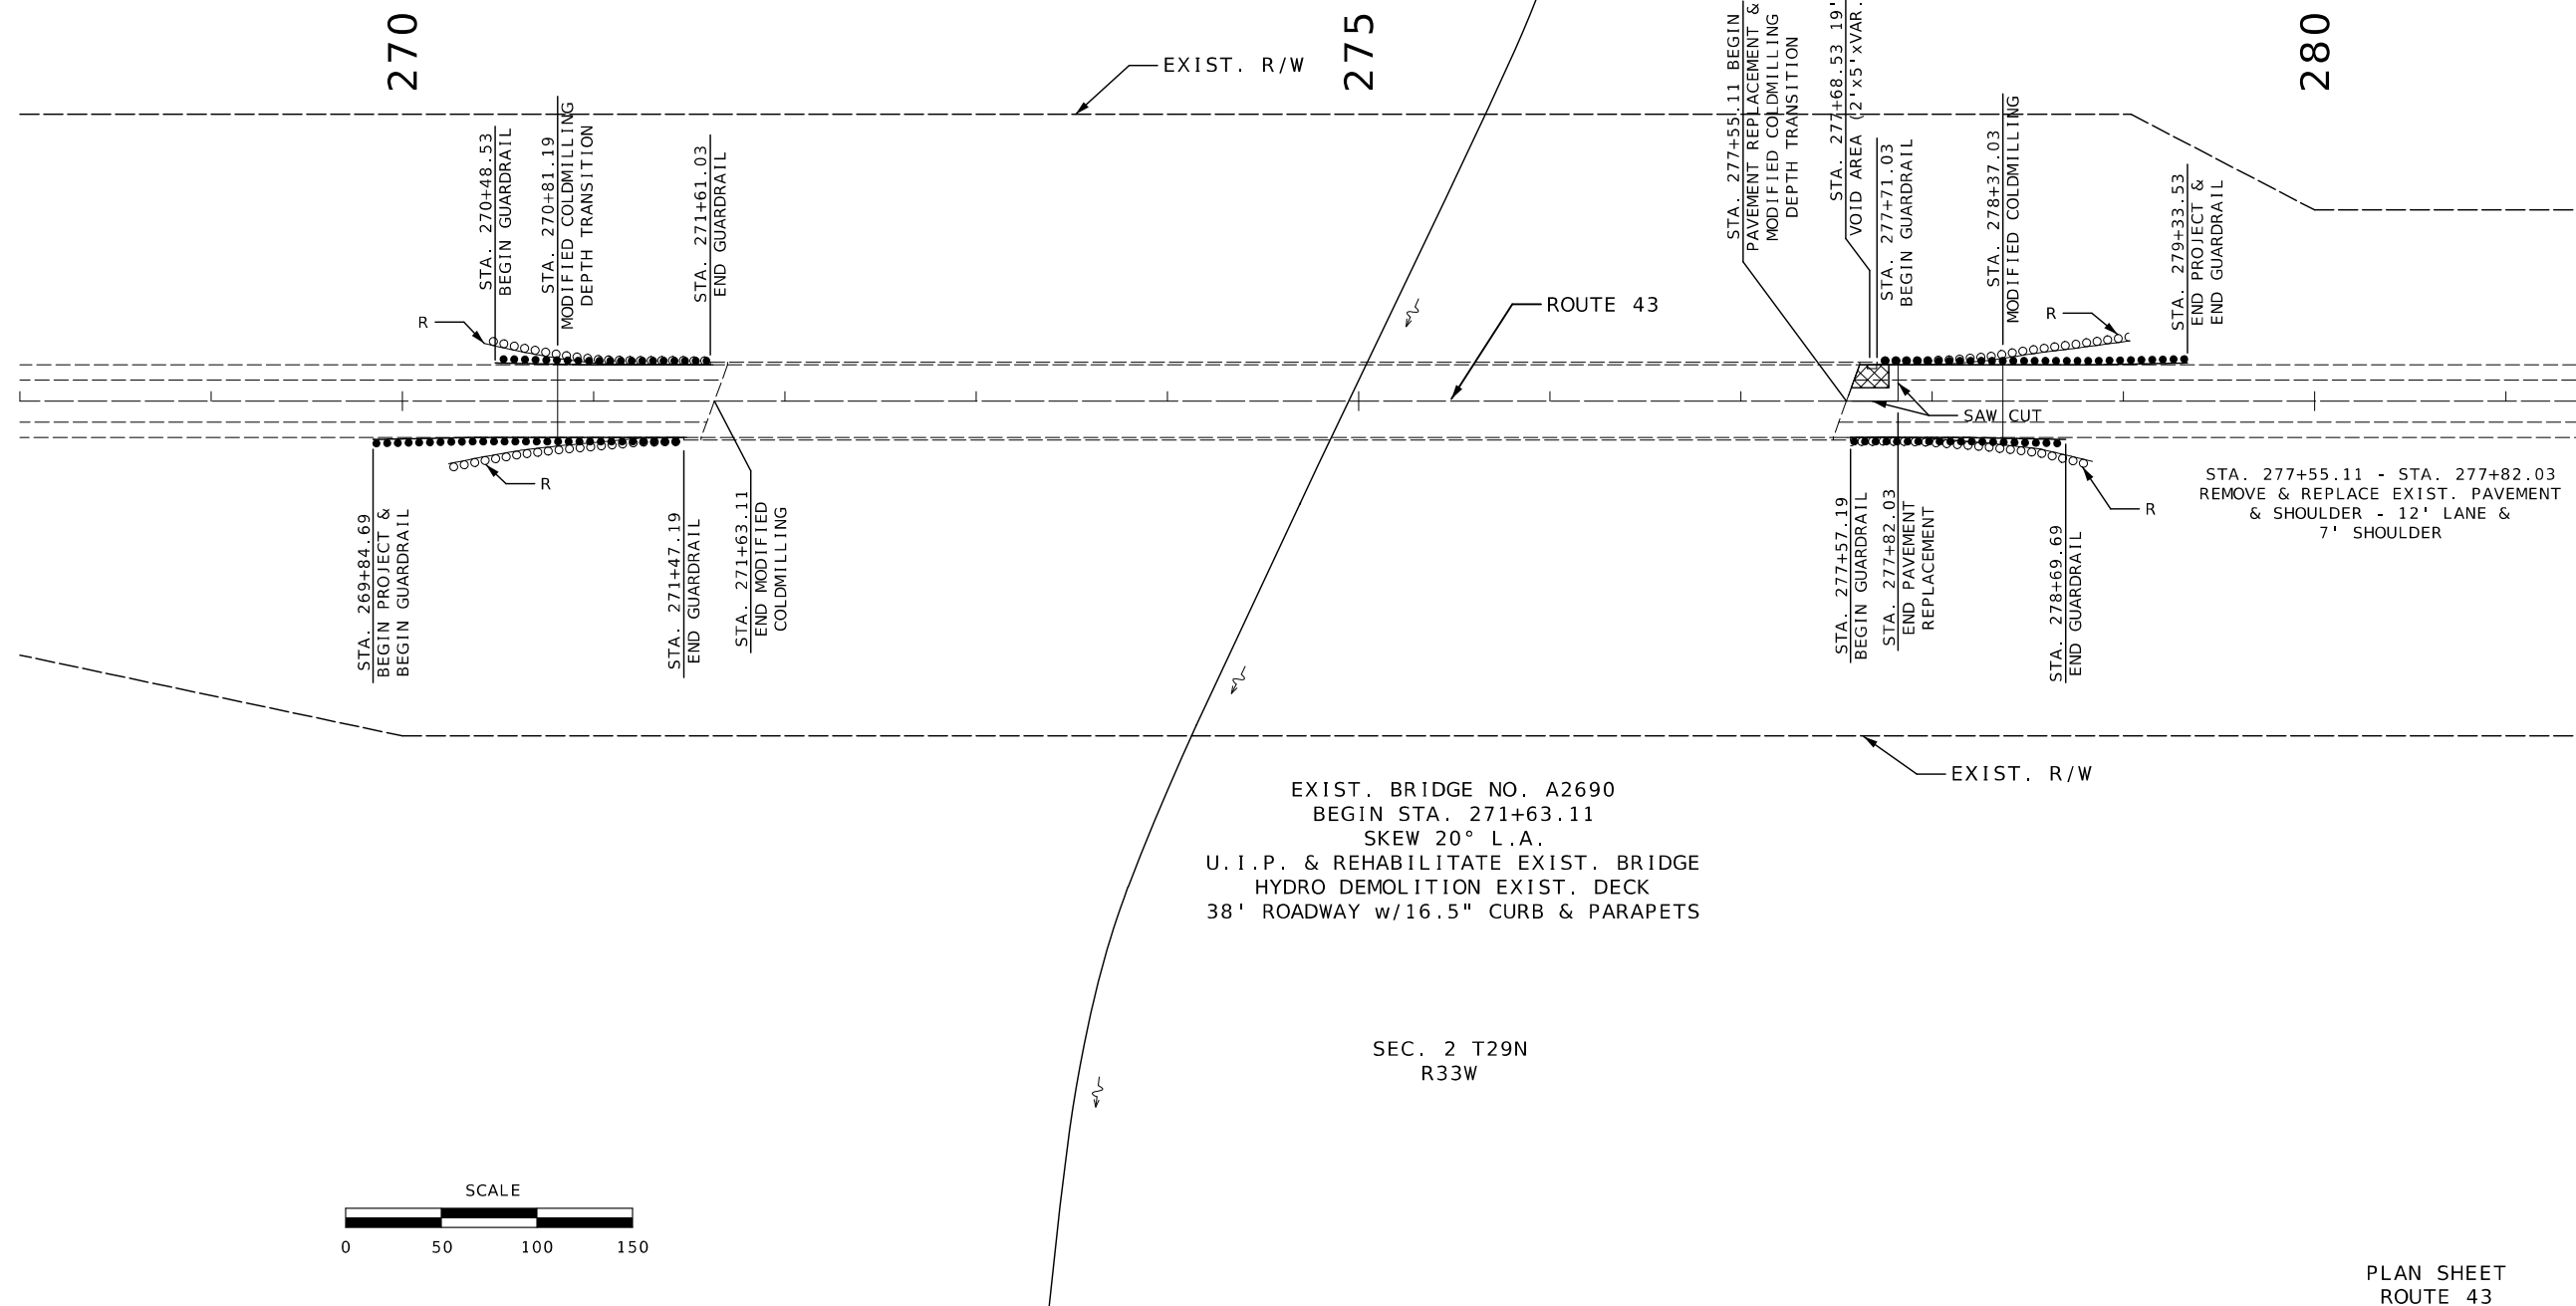 270
275
280
EXIST. R/W
STA. 270+48.53
BEGIN GUARDRAIL
STA. 270+81.19
MODIFIED COLDMILLING
DEPTH TRANSITION
STA. 271+61.03
END GUARDRAIL
STA. 277+55.11 BEGIN
PAVEMENT REPLACEMENT &
MODIFIED COLDMILLING
DEPTH TRANSITION
STA. 277+68.53 19'
VOID AREA (2'x5'xVAR.
STA. 277+71.03
BEGIN GUARDRAIL
STA. 278+37.03
MODIFIED COLDMILLING
STA. 279+33.53
END PROJECT &
END GUARDRAIL
R
ROUTE 43
R
SAW CUT
R
R
STA. 269+84.69
BEGIN PROJECT &
BEGIN GUARDRAIL
STA. 271+47.19
END GUARDRAIL
STA. 271+63.11
END MODIFIED
COLDMILLING
STA. 277+57.19
BEGIN GUARDRAIL
STA. 277+82.03
END PAVEMENT
REPLACEMENT
STA. 278+69.69
END GUARDRAIL
STA. 277+55.11 - STA. 277+82.03
REMOVE & REPLACE EXIST. PAVEMENT
& SHOULDER - 12' LANE &
7' SHOULDER
EXIST. R/W
EXIST. BRIDGE NO. A2690
BEGIN STA. 271+63.11
SKEW 20° L.A.
U.I.P. & REHABILITATE EXIST. BRIDGE
HYDRO DEMOLITION EXIST. DECK
38' ROADWAY w/16.5" CURB & PARAPETS
SEC. 2 T29N
R33W
SCALE
0 50 100 150
PLAN SHEET
ROUTE 43